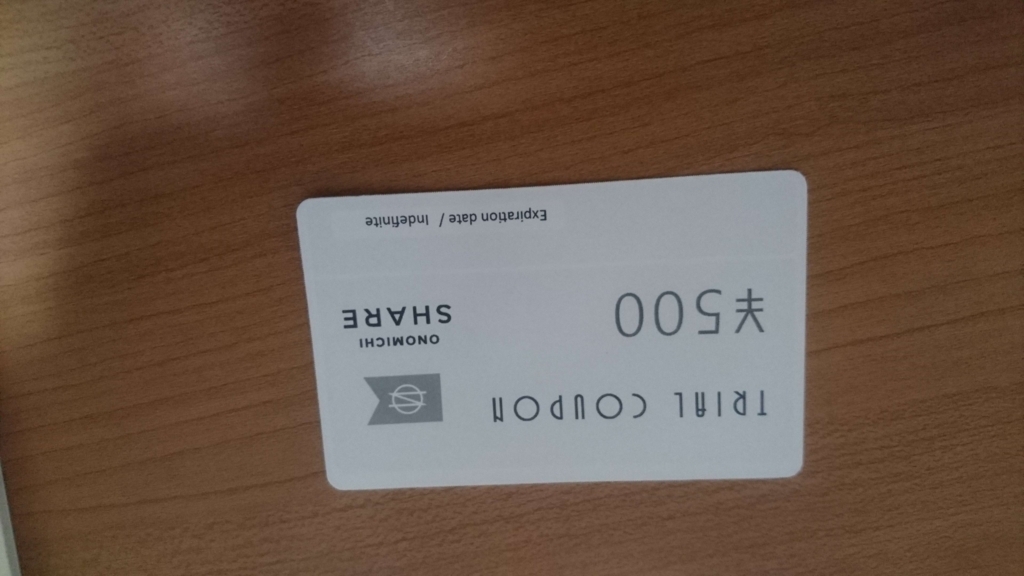 TRIAL COUPON
¥500
ONOMICHI
SHARE
Expiration date / Indefinite